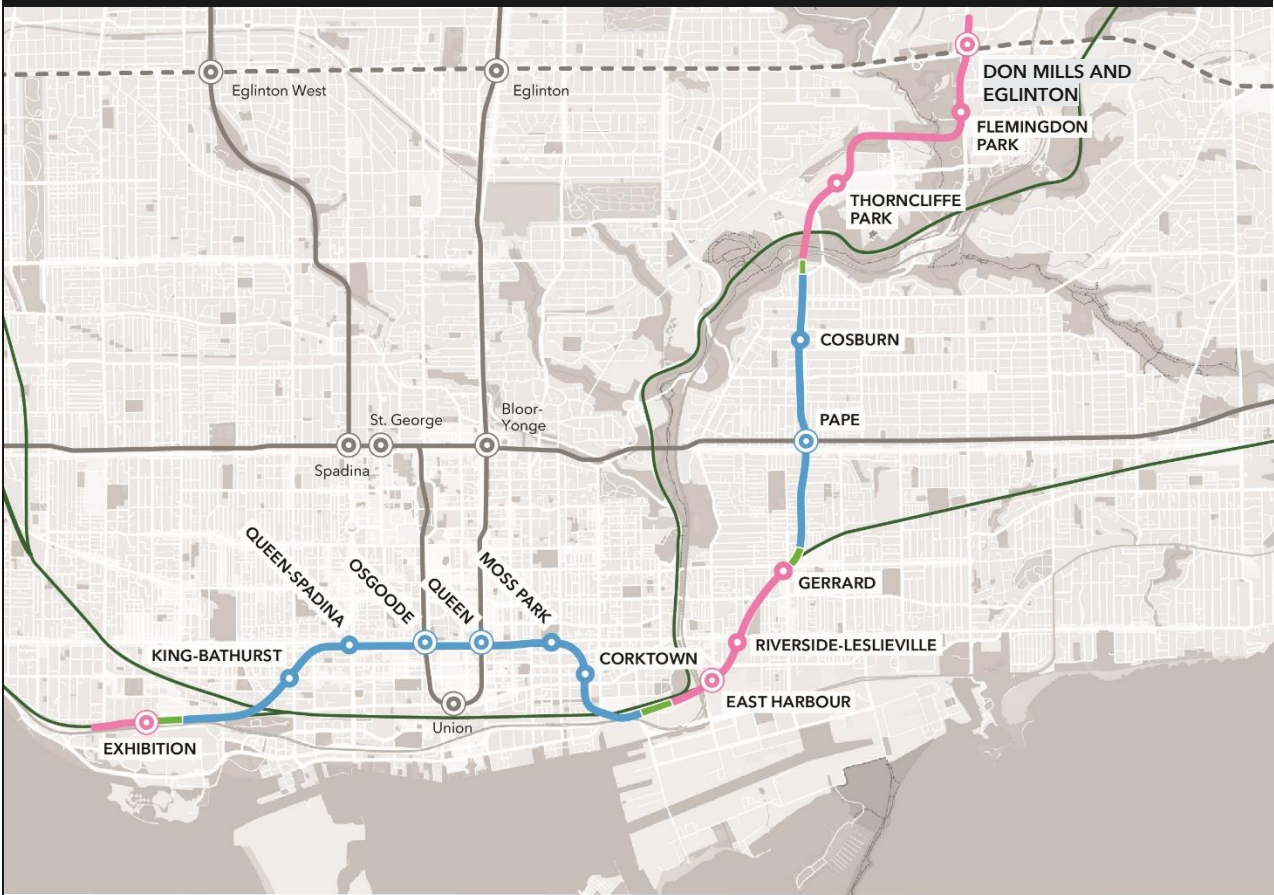 Eglinton West
Eglinton
DON MILLS AND
EGLINTON
FLEMINGDON
PARK
THORNCLIFFE
PARK
COSBURN
PAPE
St. George
Bloor-
Yonge
Spadina
GERRARD
RIVERSIDE-LESLIEVILLE
EAST HARBOUR
CORKTOWN
MOSS PARK
QUEEN
OSGOODE
QUEEN-SPADINA
KING-BATHURST
Union
EXHIBITION